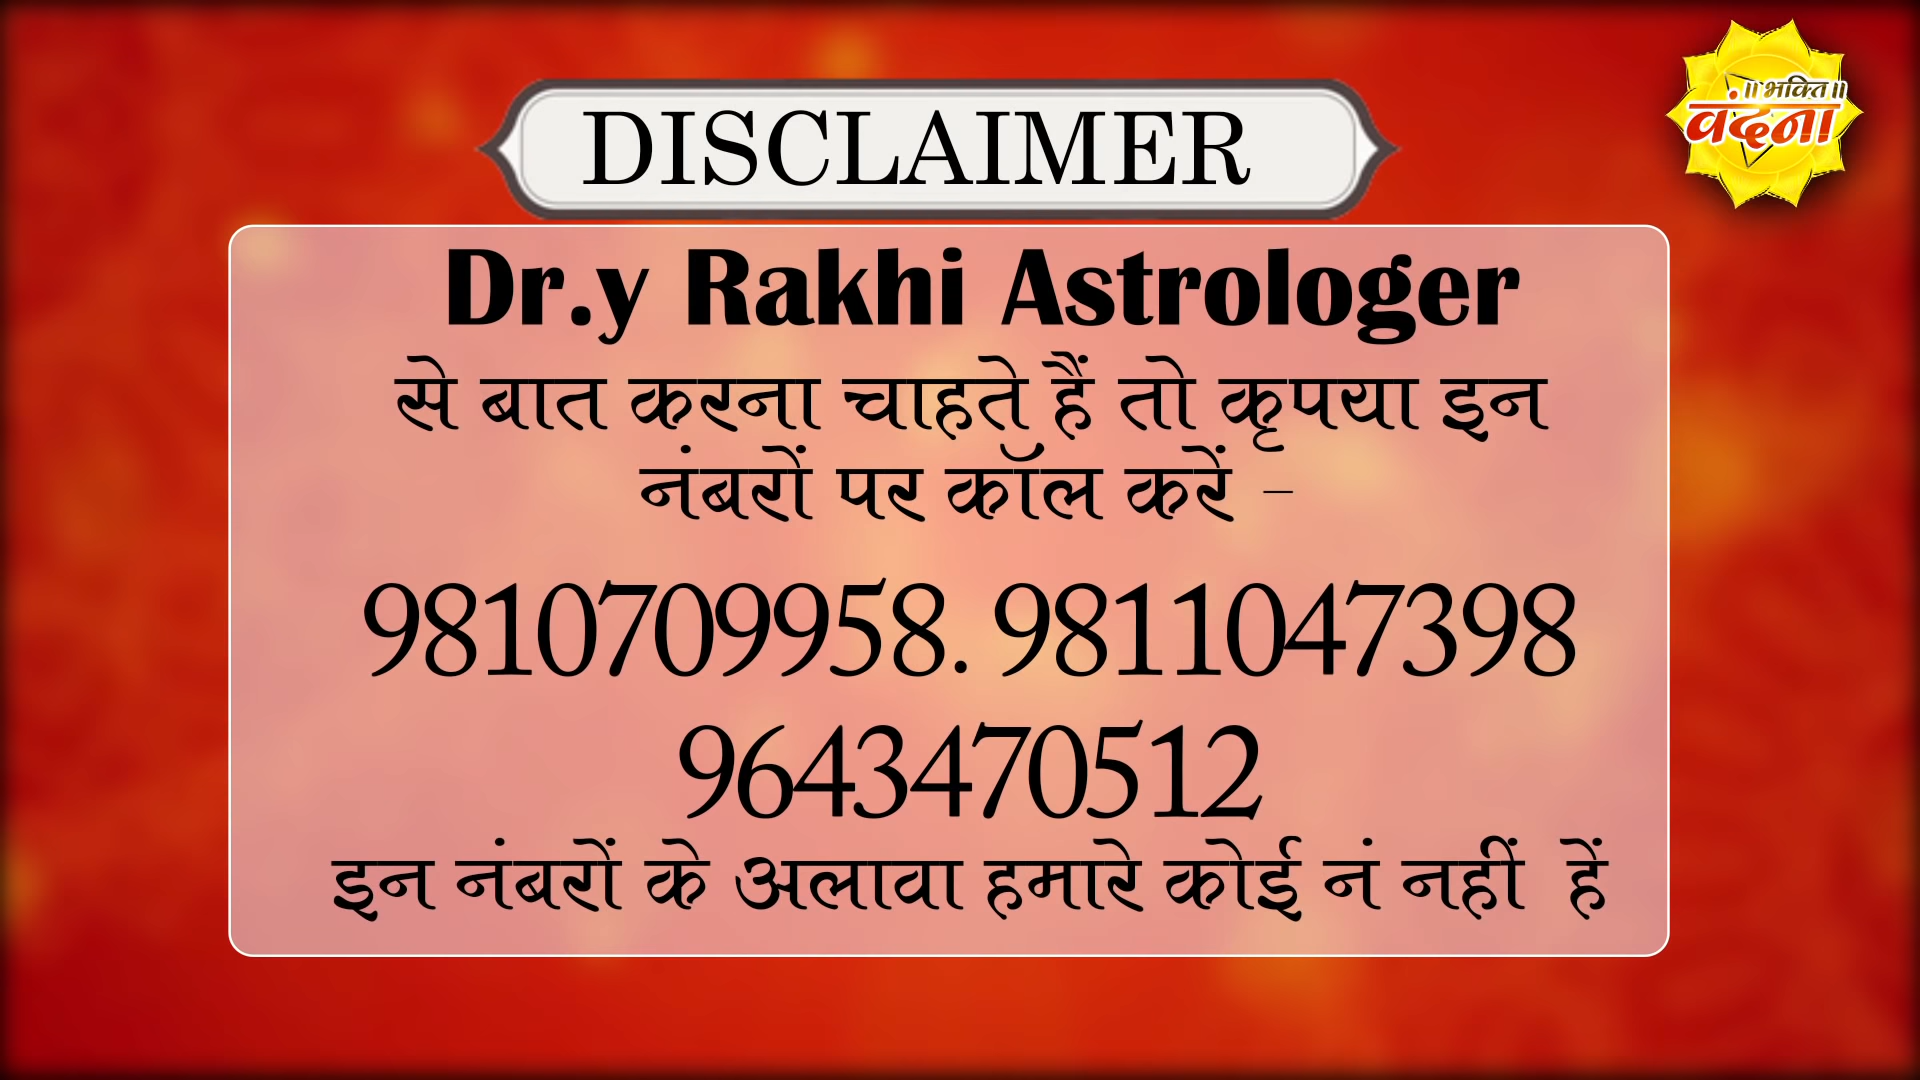 ॥भक्ति॥
वंदना
DISCLAIMER
Dr.y Rakhi Astrologer
से बात करना चाहते हैं तो कृपया इन
नंबरों पर कॉल करें -
9810709958. 9811047398
9643470512
इन नंबरों के अलावा हमारे कोई नं नहीं हें